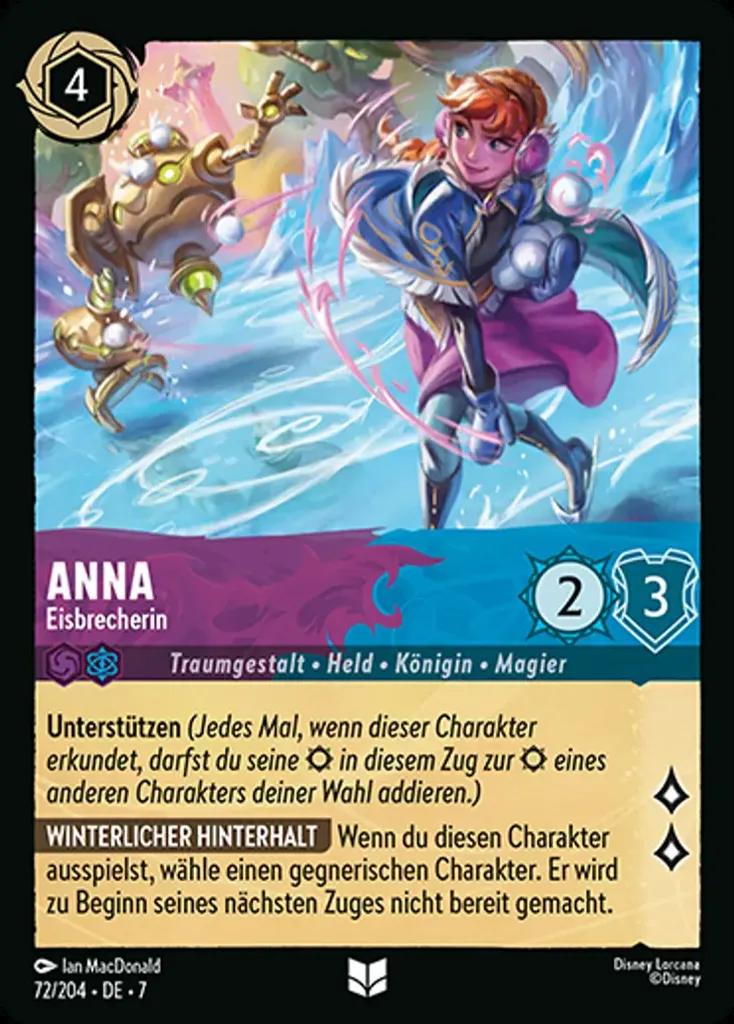 4
ANNA
Eisbrecherin
2
3
Traumgestalt • Held • Königin • Magier
Unterstützen (Jedes Mal, wenn dieser Charakter
erkundet, darfst du seine in diesem Zug zur eines
anderen Charakters deiner Wahl addieren.)
WINTERLICHER HINTERHALT Wenn du diesen Charakter
ausspielst, wähle einen gegnerischen Charakter. Er wird
zu Beginn seines nächsten Zuges nicht bereit gemacht.
Ian MacDonald
72/204 • DE • 7
Disney Lorcana
©Disney